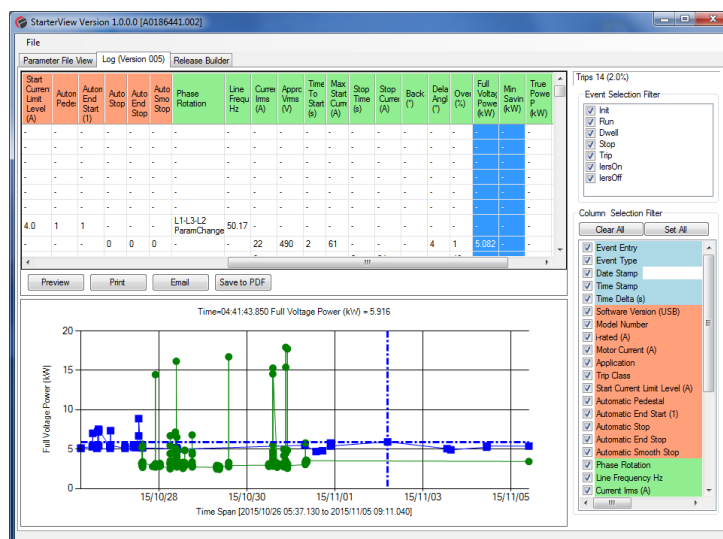 StarterView Version 1.0.0.0 [A0186441.002]
File
Parameter File View Log (Version 005) Release Builder
Start Current Limit Level (A) Auton Pede: Auton End Start (1) Auto Stop Auto End Stop Auto Smo Stop Phase Rotation Line Frequ Hz Curre Irms (A) Appro Vrms (V) Time To Start (s) Max Start Curre (A) Stop Time (s) Stop Curre (A) Back (°) Dela Angl (°) Over (%) Full Voltag Powe (kW) Min Savin (kW) True Powe P (kW)
- - - - - - - - - - - - - - - - - - - -
- - - - - - - - - - - - - - - - - - - -
- - - - - - - - - - - - - - - - - - - -
- - - - - - - - - - - - - - - - - - - -
- - - - - - - - - - - - - - - - - - - -
4.0 1 1 L1-L3-L2 ParamChange 50.17 - - - - - - - - - - - -
- - - 0 0 0 - - 22 490 2 61 - - - 4 1 5.082 - -
Preview Print Email Save to PDF
Time=04:41:43.850 Full Voltage Power (kW) = 5.916
Full Voltage Power [kW]
20
15
10
5
0
15/10/28 15/10/30 15/11/01 15/11/03 15/11/05
Time Span [2015/10/26 05:37.130 to 2015/11/05 09:11.040]
Trips 14 (2.0%)
Event Selection Filter
Init
Run
Dwell
Stop
Trip
IersOn
IersOff
Column Selection Filter
Clear All Set All
Event Entry
Event Type
Date Stamp
Time Stamp
Time Delta (s)
Software Version (USB)
Model Number
i-rated (A)
Motor Current (A)
Application
Trip Class
Start Current Limit Level (A)
Automatic Pedestal
Automatic End Start (1)
Automatic Stop
Automatic End Stop
Automatic Smooth Stop
Phase Rotation
Line Frequency Hz
Current Irms (A)